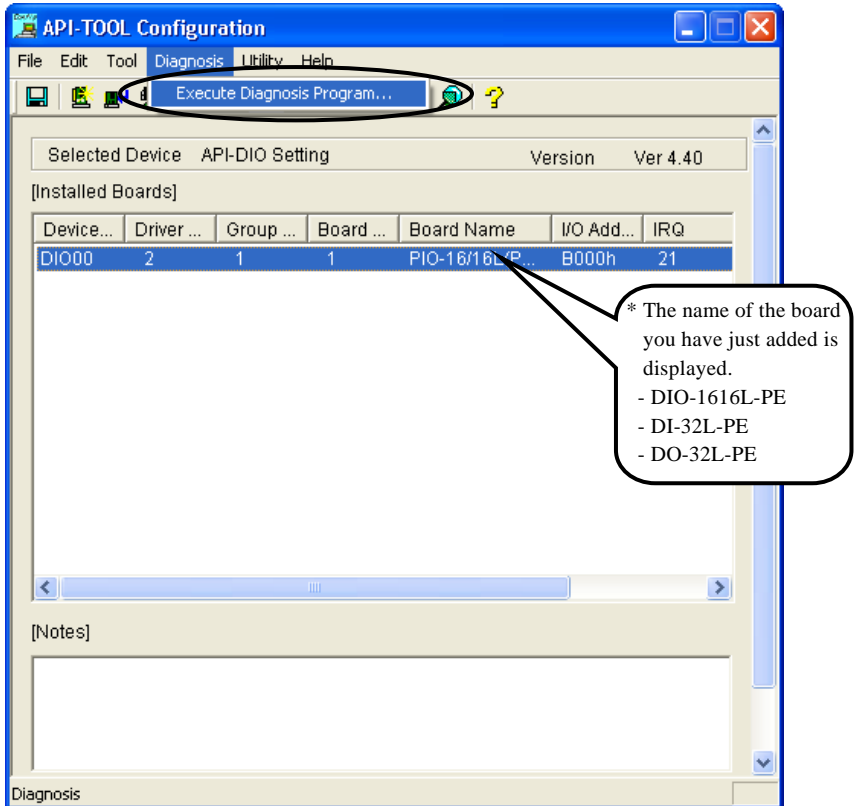 API-TOOL Configuration
File Edit Tool Diagnosis Utility Help
Execute Diagnosis Program...
Selected Device API-DIO Setting Version Ver 4.40
[Installed Boards]
Device... Driver ... Group ... Board ... Board Name I/O Add... IRQ
DIO00 2 1 1 PIO-16/16L/P... B000h 21
* The name of the board
you have just added is
displayed.
- DIO-1616L-PE
- DI-32L-PE
- DO-32L-PE
[Notes]
Diagnosis